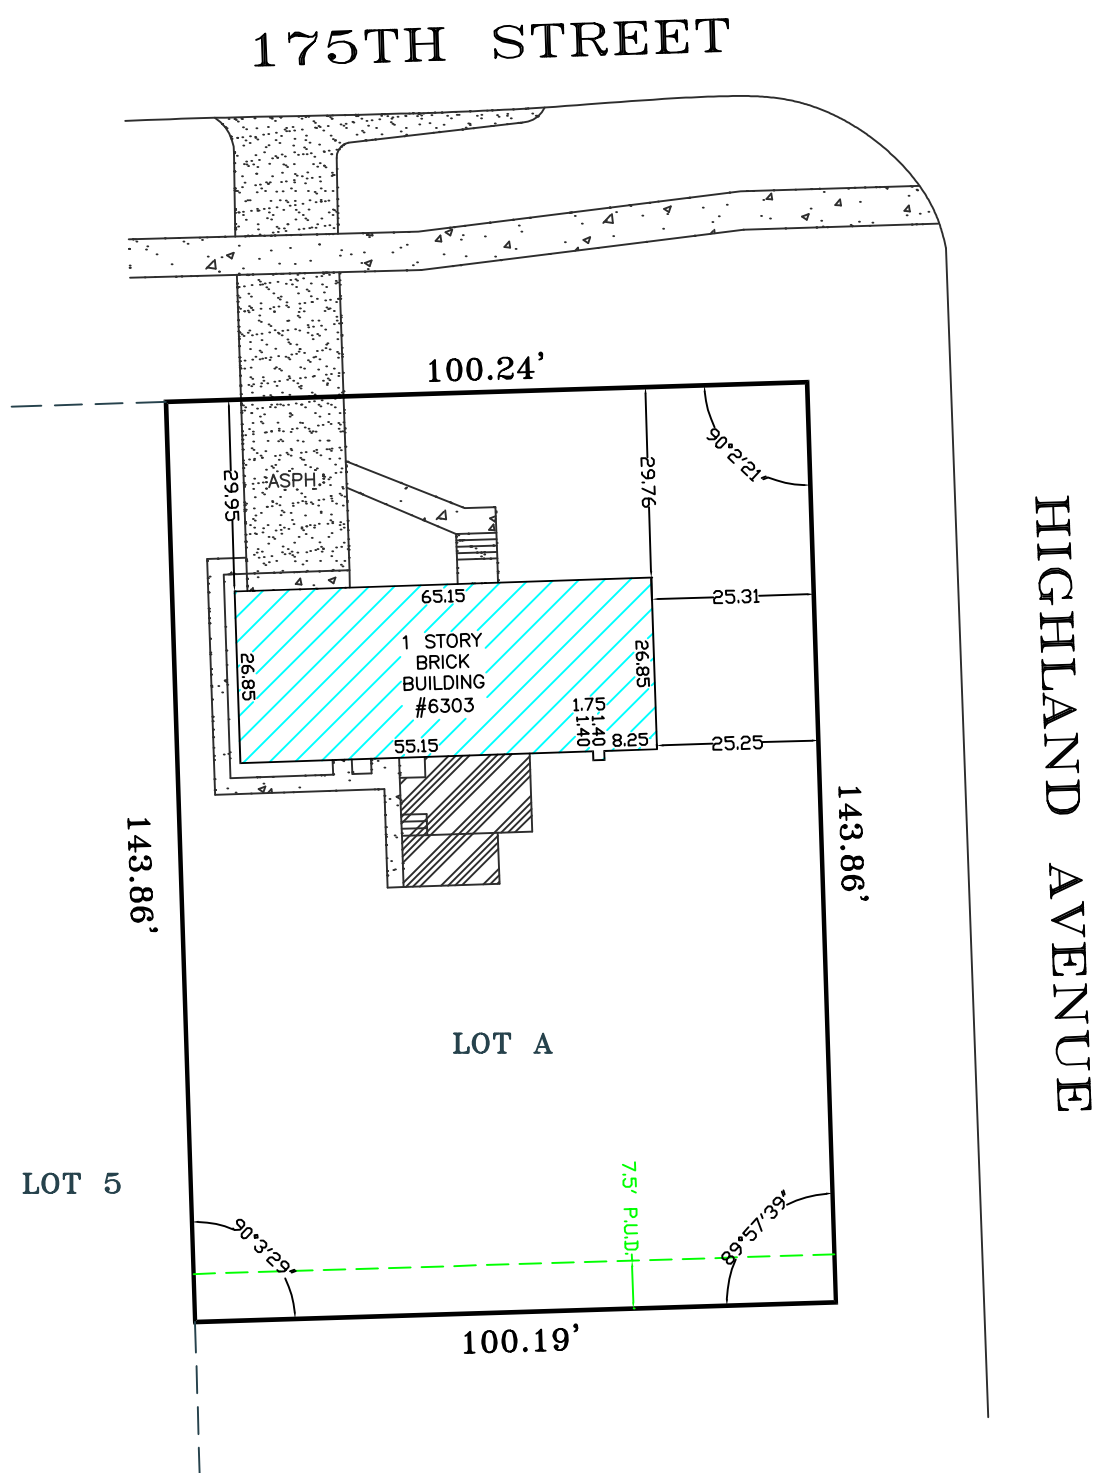 175TH STREET
100.24'
90°2'21"
29.95
29.76
ASPH.
HIGHLAND AVENUE
65.15
25.31
1 STORY
BRICK
BUILDING
#6303
26.85
26.85
1.75
1.40
1.40
8.25
55.15
25.25
143.86'
143.86'
LOT A
LOT 5
7.5' P.U.D.
90°3'29"
89°57'39"
100.19'